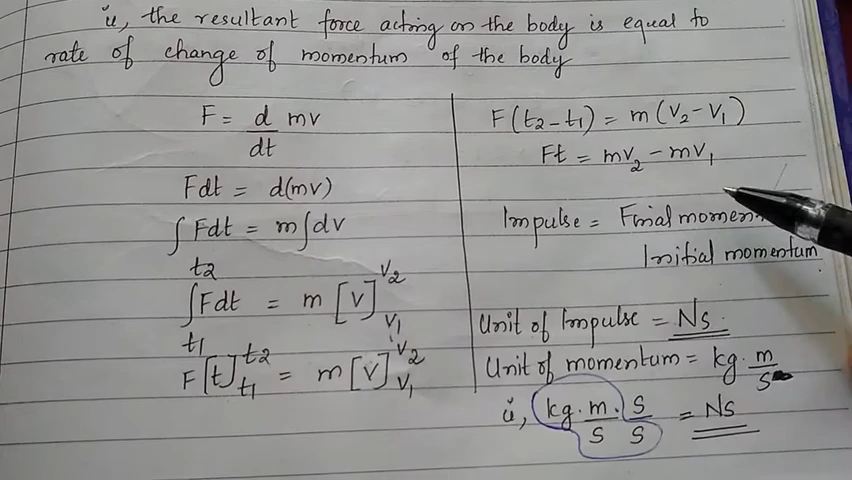 ie, the resultant force acting on the body is equal to
rate of change of momentum of the body
F = d/dt mv
Fdt = d(mv)
∫ Fdt = m∫dv
t2
∫Fdt = m [v] v2 v1
t1
F [t] t2 t1 = m [v] v2 v1
F(t2 - t1) = m (v2 - v1)
Ft = mv2 - mv1
Impulse = Final
Initial momentum
Unit of Impulse = Ns
Unit of momentum = kg. m/s
ie, kg. m/s . s/s = Ns